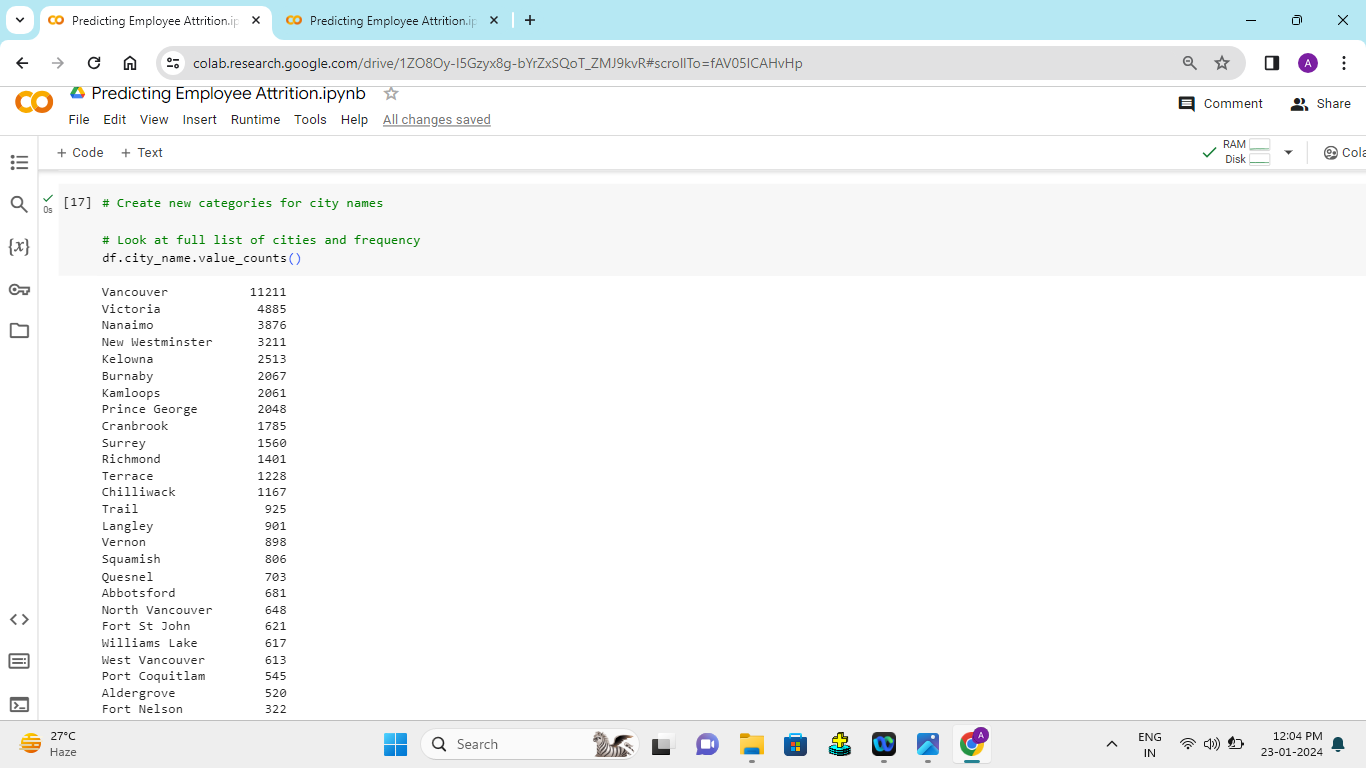 Predicting Employee Attrition.ip
Predicting Employee Attrition.ip
colab.research.google.com/drive/1ZO8Oy-I5Gzyx8g-bYrZxSQoT_ZMJ9kvR#scrollTo=fAV05lCAHvHp
A
Predicting Employee Attrition.ipynb
Comment
Share
File Edit View Insert Runtime Tools Help All changes saved
+ Code + Text
RAM
Disk
Cola
[17] # Create new categories for city names
0s
# Look at full list of cities and frequency
df.city_name.value_counts()
Vancouver 11211
Victoria 4885
Nanaimo 3876
New Westminster 3211
Kelowna 2513
Burnaby 2067
Kamloops 2061
Prince George 2048
Cranbrook 1785
Surrey 1560
Richmond 1401
Terrace 1228
Chilliwack 1167
Trail 925
Langley 901
Vernon 898
Squamish 806
Quesnel 703
Abbotsford 681
North Vancouver 648
Fort St John 621
Williams Lake 617
West Vancouver 613
Port Coquitlam 545
Aldergrove 520
Fort Nelson 322
{x}
27°C
Haze
Search
A
ENG
IN
12:04 PM
23-01-2024